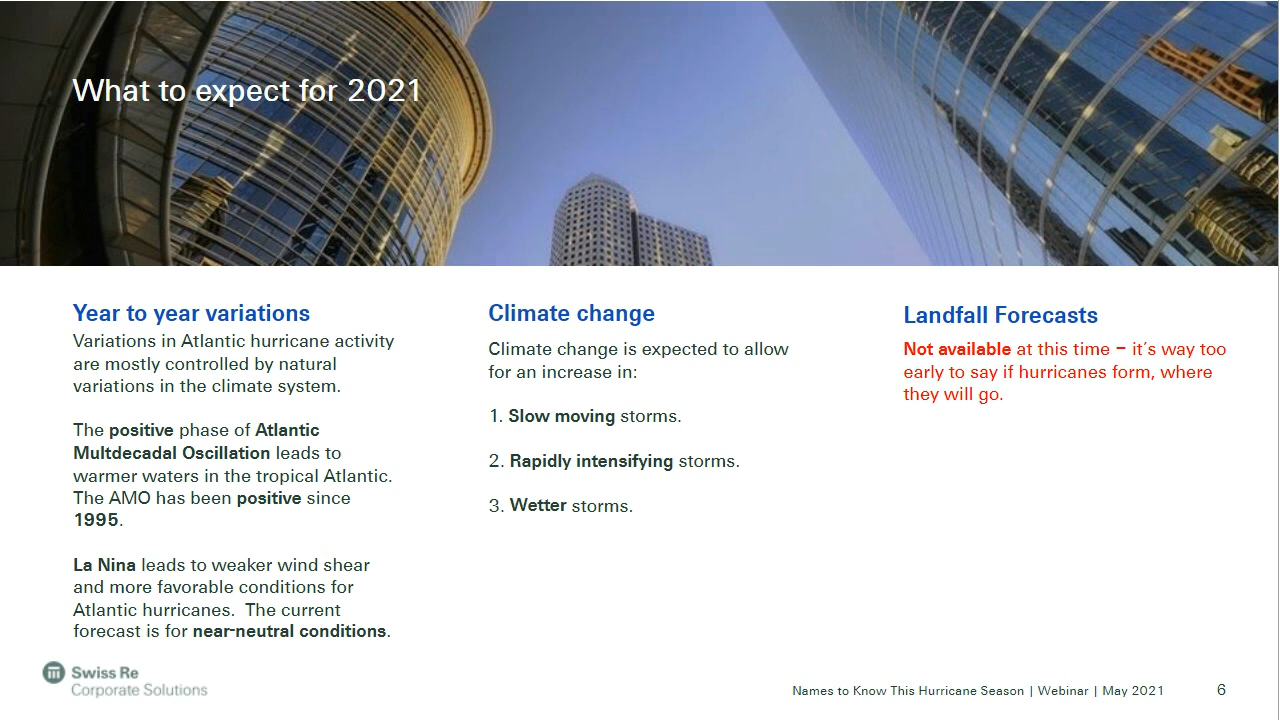 What to expect for 2021
Year to year variations
Variations in Atlantic hurricane activity
are mostly controlled by natural
variations in the climate system.
The positive phase of Atlantic
Multdecadal Oscillation leads to
warmer waters in the tropical Atlantic.
The AMO has been positive since
1995.
La Nina leads to weaker wind shear
and more favorable conditions for
Atlantic hurricanes.  The current
forecast is for near-neutral conditions.
Climate change
Climate change is expected to allow
for an increase in:
1. Slow moving storms.
2. Rapidly intensifying storms.
3. Wetter storms.
Landfall Forecasts
Not available at this time – it's way too
early to say if hurricanes form, where
they will go.
Swiss Re
Corporate Solutions
Names to Know This Hurricane Season | Webinar | May 2021
6